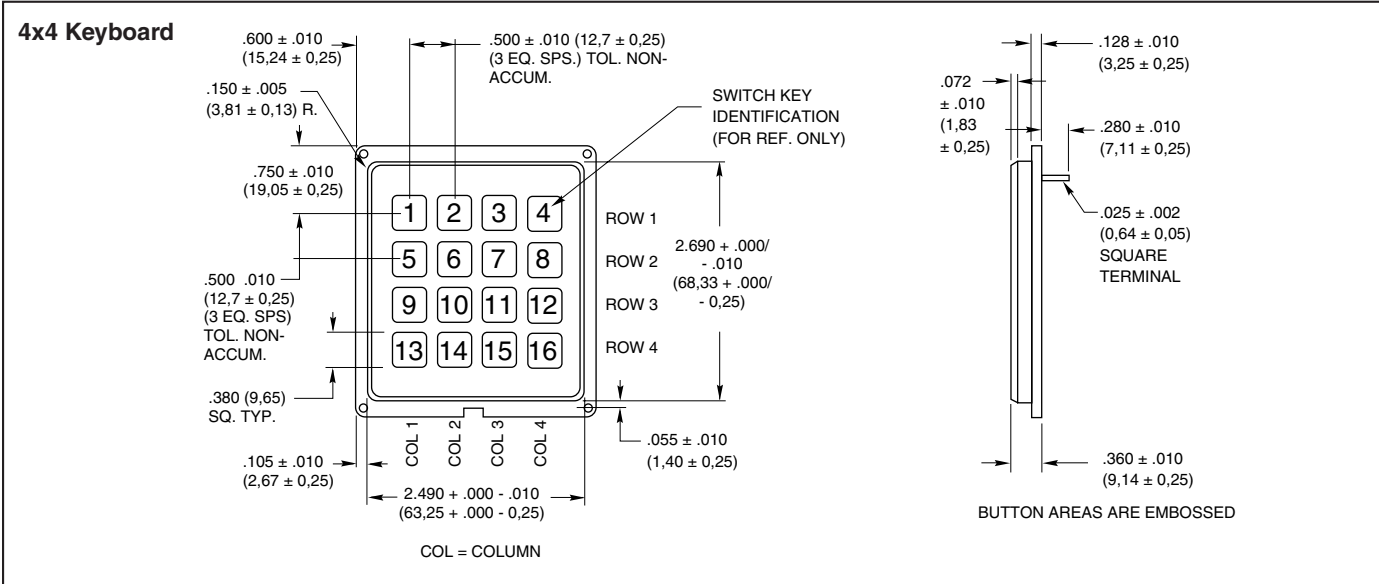 4x4 Keyboard
.600 ± .010
(15,24 ± 0,25)
.500 ± .010 (12,7 ± 0,25)
(3 EQ. SPS.) TOL. NON-
ACCUM.
.150 ± .005
(3,81 ± 0,13) R.
SWITCH KEY
IDENTIFICATION
(FOR REF. ONLY)
.750 ± .010
(19,05 ± 0,25)
1 2 3 4
ROW 1
5 6 7 8
ROW 2
9 10 11 12
ROW 3
13 14 15 16
ROW 4
2.690 + .000/
- .010
(68,33 + .000/
- 0,25)
.500 .010
(12,7 ± 0,25)
(3 EQ. SPS)
TOL. NON-
ACCUM.
.380 (9,65)
SQ. TYP.
COL 1
COL 2
COL 3
COL 4
.055 ± .010
(1,40 ± 0,25)
.105 ± .010
(2,67 ± 0,25)
2.490 + .000 - .010
(63,25 + .000 - 0,25)
COL = COLUMN
.128 ± .010
(3,25 ± 0,25)
.072
± .010
(1,83
± 0,25)
.280 ± .010
(7,11 ± 0,25)
.025 ± .002
(0,64 ± 0,05)
SQUARE
TERMINAL
.360 ± .010
(9,14 ± 0,25)
BUTTON AREAS ARE EMBOSSED